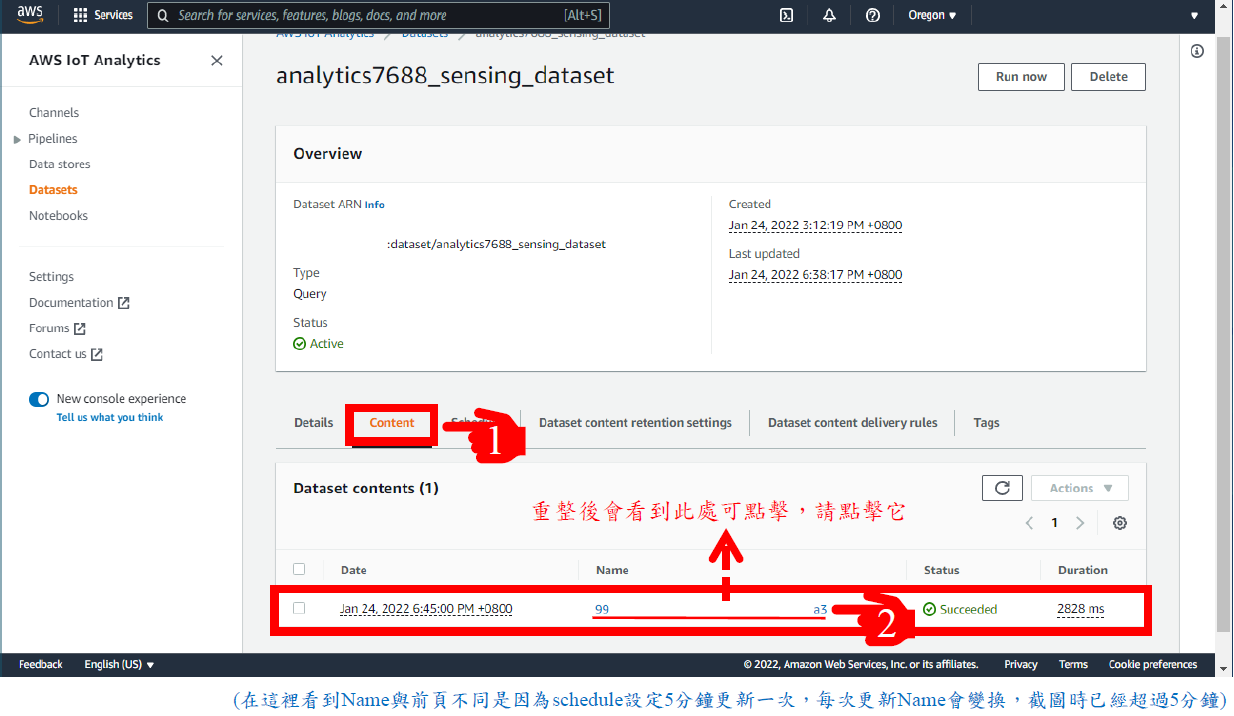 aws
Services
Search for services, features, blogs, docs, and more
[Alt+S]
Oregon
AWS IoT Analytics
Channels
Pipelines
Data stores
Datasets
Notebooks
Settings
Documentation
Forums
Contact us
New console experience
Tell us what you think
AWS IoT Analytics
Datasets
analytics7688_sensing_dataset
analytics7688_sensing_dataset
Run now
Delete
Overview
Dataset ARN Info
:dataset/analytics7688_sensing_dataset
Type
Query
Status
Active
Created
Jan 24, 2022 3:12:19 PM +0800
Last updated
Jan 24, 2022 6:38:17 PM +0800
Details
Content
1
Dataset content retention settings
Dataset content delivery rules
Tags
Dataset contents (1)
Actions
重整後會看到此處可點擊，請點擊它
1
Date
Name
Status
Duration
Jan 24, 2022 6:45:00 PM +0800
99
a3
2
Succeeded
2828 ms
Feedback
English (US)
© 2022, Amazon Web Services, Inc. or its affiliates.
Privacy
Terms
Cookie preferences
(在這裡看到Name與前頁不同是因為schedule設定5分鐘更新一次，每次更新Name會變換，截圖時已經超過5分鐘)